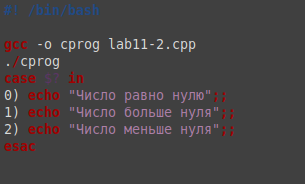 #! /bin/bash
gcc -o cprog lab11-2.cpp
./cprog
case $? in
0) echo "Число равно нулю";;
1) echo "Число больше нуля";;
2) echo "Число меньше нуля";;
esac